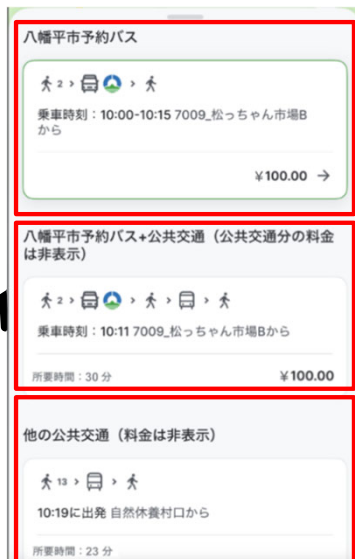 八幡平市予約バス
2
乗車時刻：10:00-10:15 7009_松っちゃん市場B
から
¥100.00 →
八幡平市予約バス+公共交通（公共交通分の料金
は非表示）
2
乗車時刻：10:11 7009_松っちゃん市場Bから
所要時間：30 分 ¥100.00
他の公共交通（料金は非表示）
13
10:19に出発 自然休養村口から
所要時間：23 分